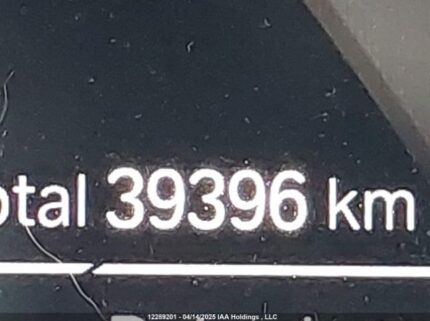 otal 39396 km
12289201 - 04/14/2025 IAA Holdings , LLC